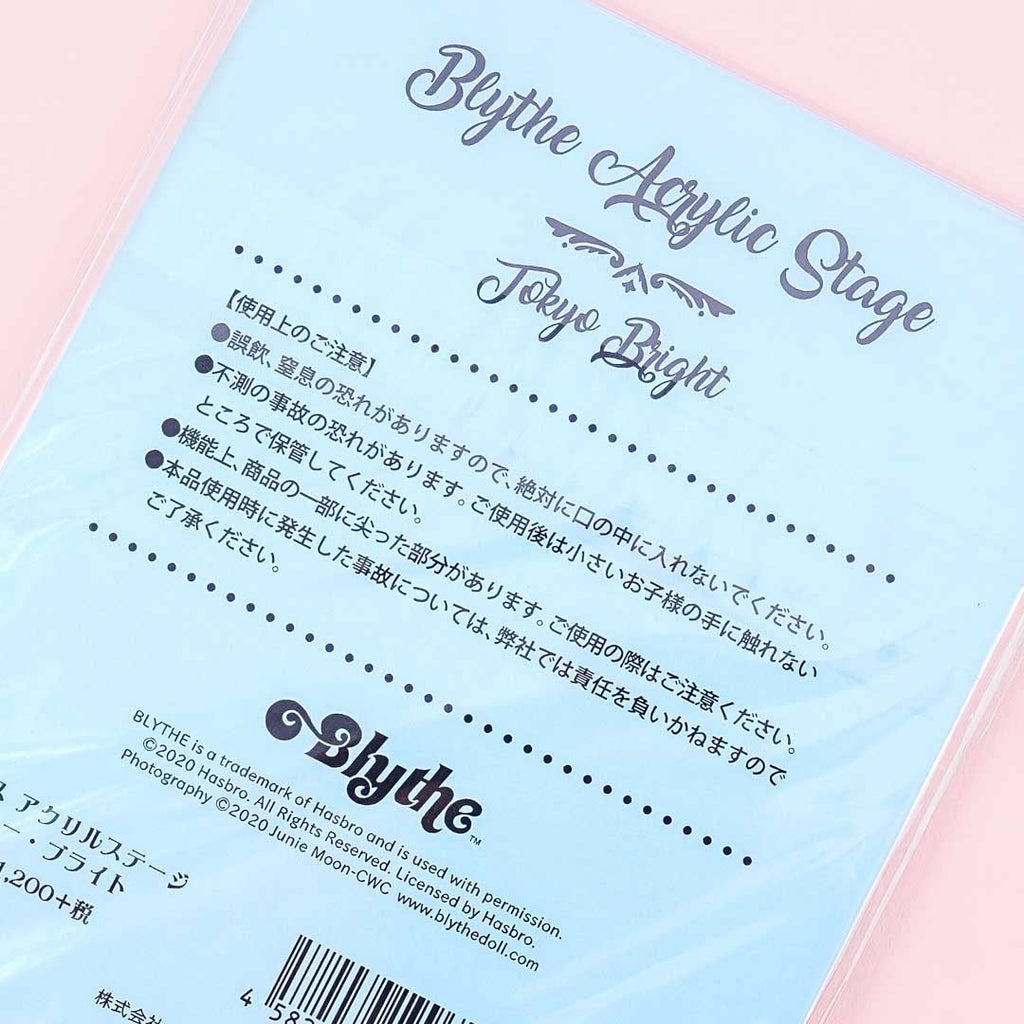 Blythe Acrylic Stage
Tokyo Bright
【使用上のご注意】
●誤飲、窒息の恐れがありますので、絶対に口の中に入れないでください。
●不測の事故の恐れがあります。ご使用後は小さいお子様の手に触れない
ところで保管してください。
●機能上、商品の一部に尖った部分があります。ご使用の際はご注意ください。
●本品使用時に発生した事故については、弊社では責任を負いかねますので
ご了承ください。
Blythe™
BLYTHE is a trademark of Hasbro and is used with permission.
©2020 Hasbro. All Rights Reserved. Licensed by Hasbro.
Photography ©2020 Junie Moon-CWC www.blythedoll.com
アクリルステージ
・ブライト
,200+税
4 582
株式会